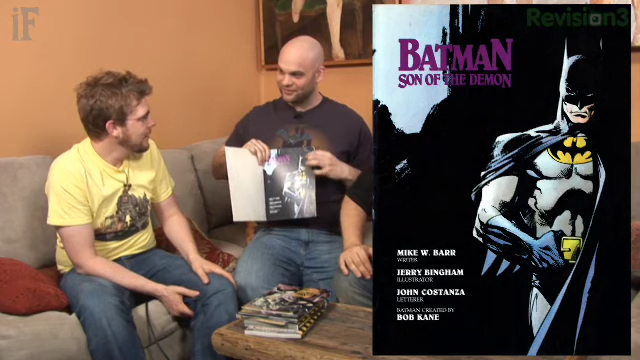 iF
Revision3
BATMAN
SON OF THE DEMON
MIKE W. BARR
WRITER
JERRY BINGHAM
ILLUSTRATOR
JOHN COSTANZA
LETTERER
BATMAN CREATED BY
BOB KANE